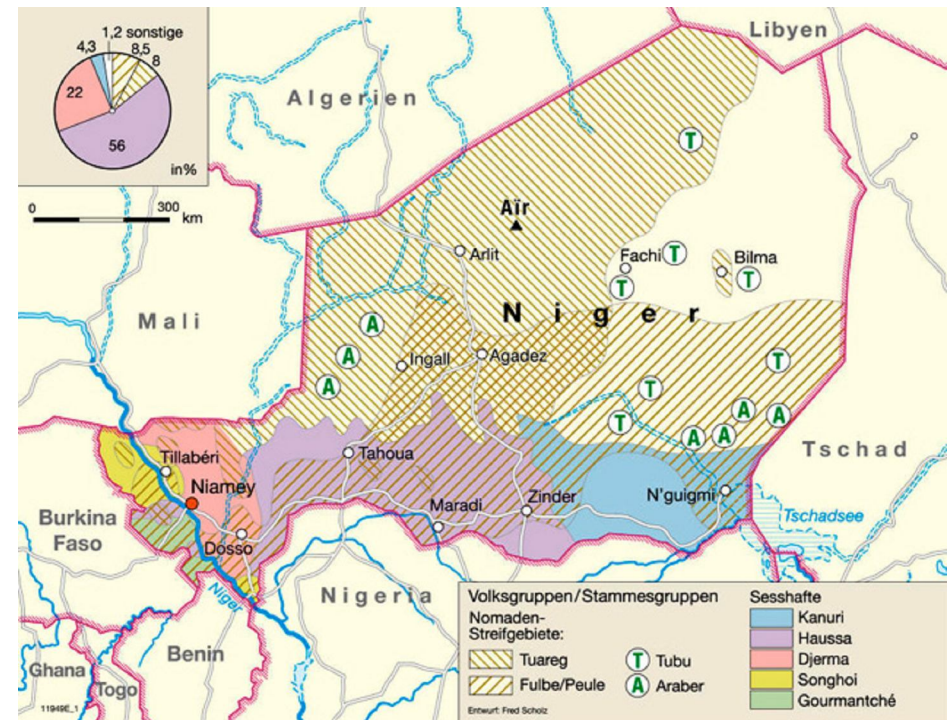 1,2 sonstige
4,3
8,5
8
22
56
in%
0 300 km
Libyen
Algerien
Aïr
T
Arlit
Fachi
T
Bilma
T
T
Niger
Mali
A
A
A
Ingall
Agadez
T
T
T
A
A
A
A
Tschad
Tillabéri
Niamey
Dosso
Tahoua
Maradi
Zinder
N'guigmi
Tschadsee
Burkina
Faso
Niger
Nigeria
Benin
Ghana
Togo
11949E_1
Volksgruppen/Stammesgruppen
Nomaden-
Streifgebiete:
Tuareg
Fulbe/Peule
T Tubu
A Araber
Entwurf: Fred Scholz
Sesshafte
Kanuri
Haussa
Djerma
Songhoi
Gourmantché